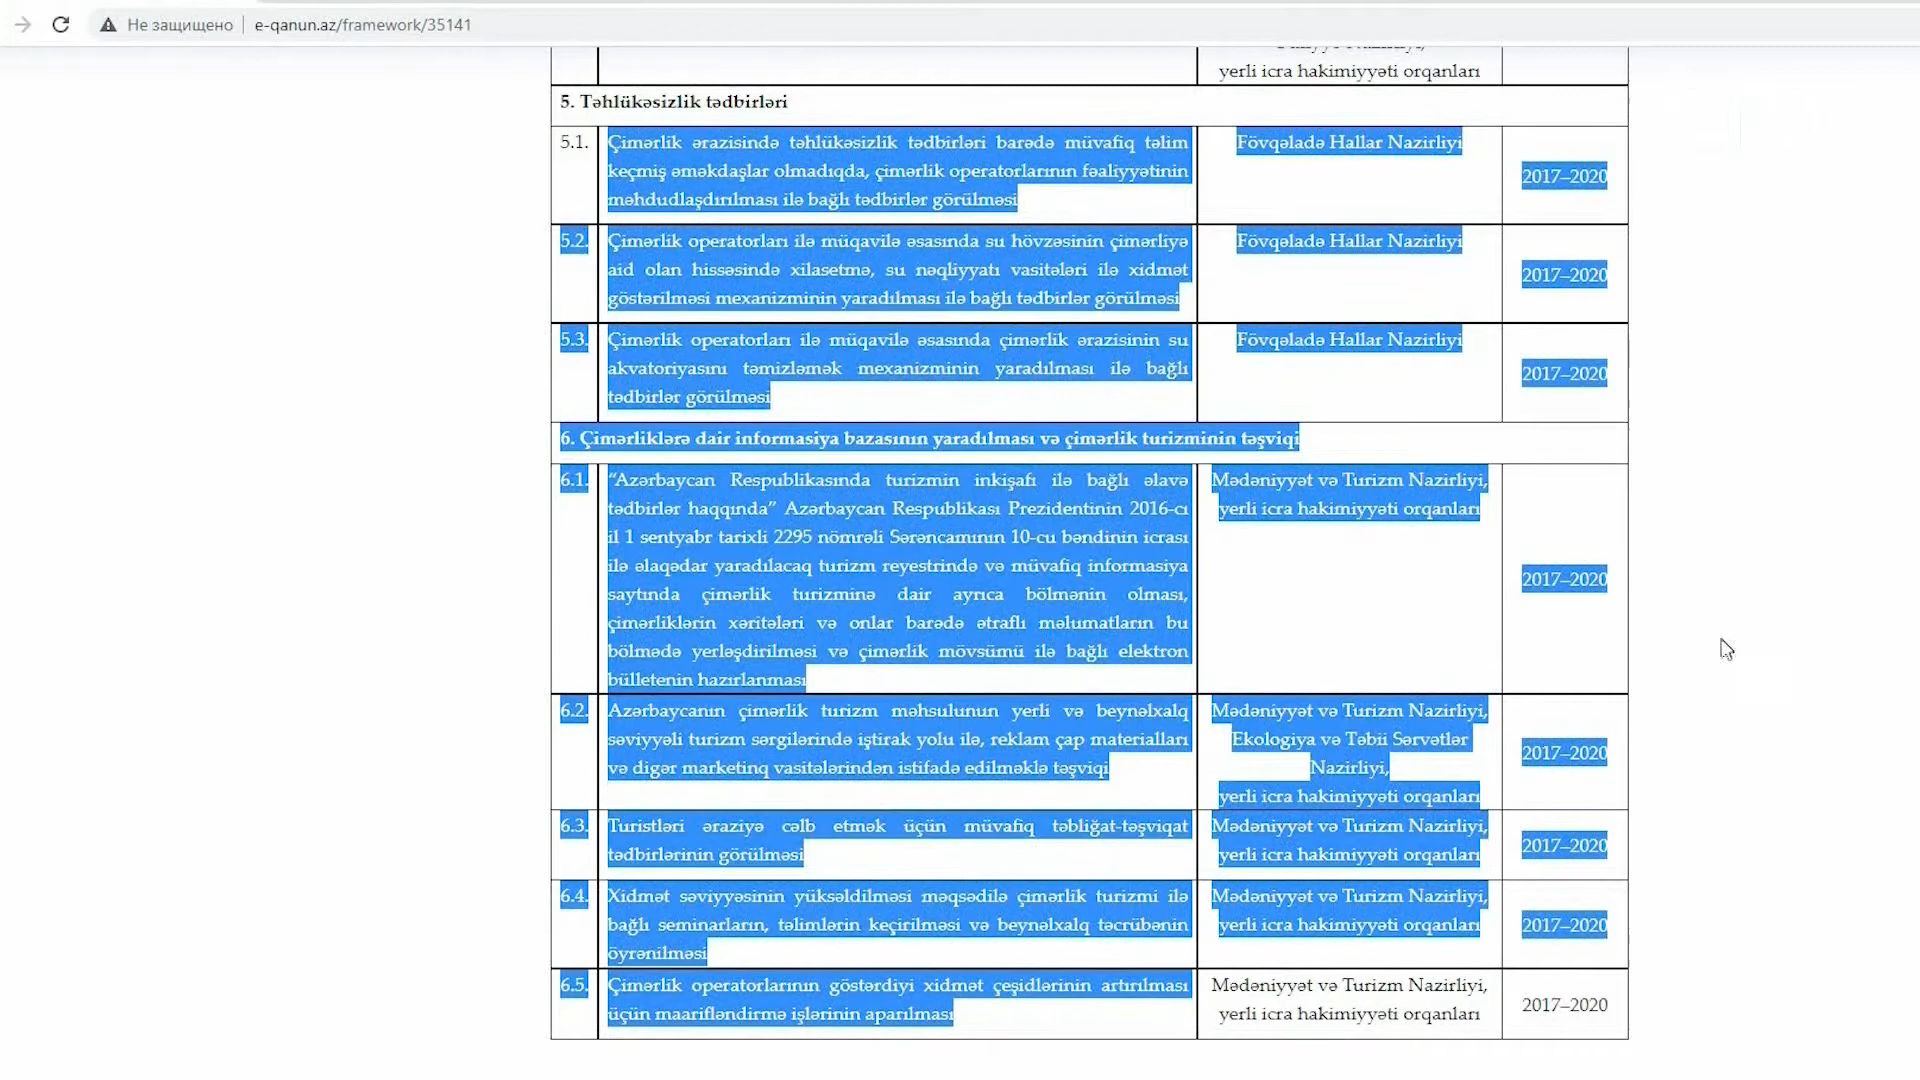 Не защищено
e-qanun.az/framework/35141
yerli icra hakimiyyəti orqanları
5. Təhlükəsizlik tədbirləri
5.1.
Çimərlik ərazisində təhlükəsizlik tədbirləri barədə müvafiq təlim
keçmiş əməkdaşlar olmadıqda, çimərlik operatorlarının fəaliyyətinin
məhdudlaşdırılması ilə bağlı tədbirlər görülməsi
Fövqəladə Hallar Nazirliyi
2017–2020
5.2.
Çimərlik operatorları ilə müqavilə əsasında su hövzəsinin çimərliyə
aid olan hissəsində xilasetmə, su nəqliyyatı vasitələri ilə xidmət
göstərilməsi mexanizminin yaradılması ilə bağlı tədbirlər görülməsi
Fövqəladə Hallar Nazirliyi
2017–2020
5.3.
Çimərlik operatorları ilə müqavilə əsasında çimərlik ərazisinin su
akvatoriyasını təmizləmək mexanizminin yaradılması ilə bağlı
tədbirlər görülməsi
Fövqəladə Hallar Nazirliyi
2017–2020
6. Çimərliklərə dair informasiya bazasının yaradılması və çimərlik turizminin təşviqi
6.1.
“Azərbaycan Respublikasında turizmin inkişafı ilə bağlı əlavə
tədbirlər haqqında” Azərbaycan Respublikası Prezidentinin 2016-cı
il 1 sentyabr tarixli 2295 nömrəli Sərəncamının 10-cu bəndinin icrası
ilə əlaqədar yaradılacaq turizm reyestrində və müvafiq informasiya
saytında çimərlik turizminə dair ayrıca bölmənin olması,
çimərliklərin xəritələri və onlar barədə ətraflı məlumatların bu
bölmədə yerləşdirilməsi və çimərlik mövsümü ilə bağlı elektron
bülletenin hazırlanması
Mədəniyyət və Turizm Nazirliyi,
yerli icra hakimiyyəti orqanları
2017–2020
6.2.
Azərbaycanın çimərlik turizm məhsulunun yerli və beynəlxalq
səviyyəli turizm sərgilərində iştirak yolu ilə, reklam çap materialları
və digər marketinq vasitələrindən istifadə edilməklə təşviqi
Mədəniyyət və Turizm Nazirliyi,
Ekologiya və Təbii Sərvətlər
Nazirliyi,
yerli icra hakimiyyəti orqanları
2017–2020
6.3.
Turistləri əraziyə cəlb etmək üçün müvafiq təbliğat-təşviqat
tədbirlərinin görülməsi
Mədəniyyət və Turizm Nazirliyi,
yerli icra hakimiyyəti orqanları
2017–2020
6.4.
Xidmət səviyyəsinin yüksəldilməsi məqsədilə çimərlik turizmi ilə
bağlı seminarların, təlimlərin keçirilməsi və beynəlxalq təcrübənin
öyrənilməsi
Mədəniyyət və Turizm Nazirliyi,
yerli icra hakimiyyəti orqanları
2017–2020
6.5.
Çimərlik operatorlarının göstərdiyi xidmət çeşidlərinin artırılması
üçün maarifləndirmə işlərinin aparılması
Mədəniyyət və Turizm Nazirliyi,
yerli icra hakimiyyəti orqanları
2017–2020